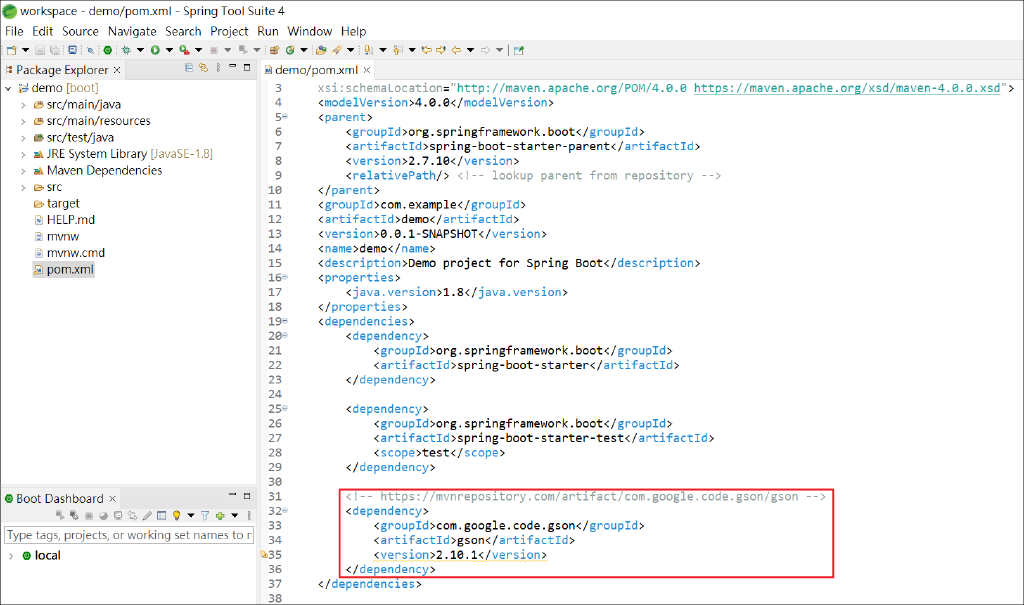 workspace - demo/pom.xml - Spring Tool Suite 4
File Edit Source Navigate Search Project Run Window Help
Package Explorer
demo [boot]
src/main/java
src/main/resources
src/test/java
JRE System Library [JavaSE-1.8]
Maven Dependencies
src
target
HELP.md
mvnw
mvnw.cmd
pom.xml
Boot Dashboard
Type tags, projects, or working set names to r
local
demo/pom.xml
3 xsi:schemaLocation="http://maven.apache.org/POM/4.0.0 https://maven.apache.org/xsd/maven-4.0.0.xsd">
4 <modelVersion>4.0.0</modelVersion>
5 <parent>
6 <groupId>org.springframework.boot</groupId>
7 <artifactId>spring-boot-starter-parent</artifactId>
8 <version>2.7.10</version>
9 <relativePath/> <!-- lookup parent from repository -->
10 </parent>
11 <groupId>com.example</groupId>
12 <artifactId>demo</artifactId>
13 <version>0.0.1-SNAPSHOT</version>
14 <name>demo</name>
15 <description>Demo project for Spring Boot</description>
16 <properties>
17 <java.version>1.8</java.version>
18 </properties>
19 <dependencies>
20 <dependency>
21 <groupId>org.springframework.boot</groupId>
22 <artifactId>spring-boot-starter</artifactId>
23 </dependency>
24
25 <dependency>
26 <groupId>org.springframework.boot</groupId>
27 <artifactId>spring-boot-starter-test</artifactId>
28 <scope>test</scope>
29 </dependency>
30
31 <!-- https://mvnrepository.com/artifact/com.google.code.gson/gson -->
32 <dependency>
33 <groupId>com.google.code.gson</groupId>
34 <artifactId>gson</artifactId>
35 <version>2.10.1</version>
36 </dependency>
37 </dependencies>
38